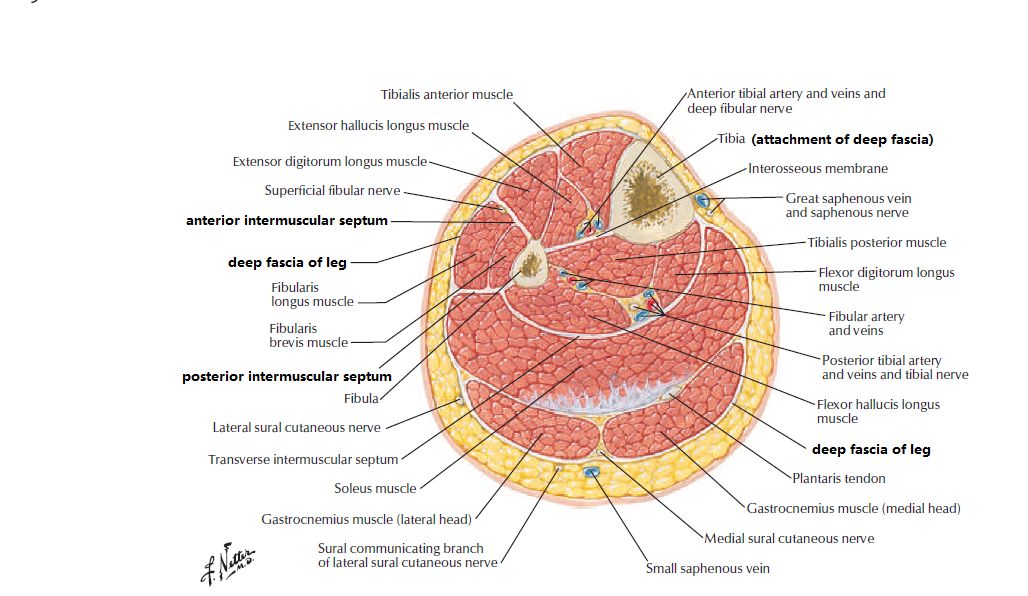 Tibialis anterior muscle
Extensor hallucis longus muscle
Extensor digitorum longus muscle
Superficial fibular nerve
anterior intermuscular septum
deep fascia of leg
Fibularis
longus muscle
Fibularis
brevis muscle
posterior intermuscular septum
Fibula
Lateral sural cutaneous nerve
Transverse intermuscular septum
Soleus muscle
Gastrocnemius muscle (lateral head)
Sural communicating branch
of lateral sural cutaneous nerve
Anterior tibial artery and veins and
deep fibular nerve
Tibia (attachment of deep fascia)
Interosseous membrane
Great saphenous vein
and saphenous nerve
Tibialis posterior muscle
Flexor digitorum longus
muscle
Fibular artery
and veins
Posterior tibial artery
and veins and tibial nerve
Flexor hallucis longus
muscle
deep fascia of leg
Plantaris tendon
Gastrocnemius muscle (medial head)
Medial sural cutaneous nerve
Small saphenous vein
F. Netter
M.D.